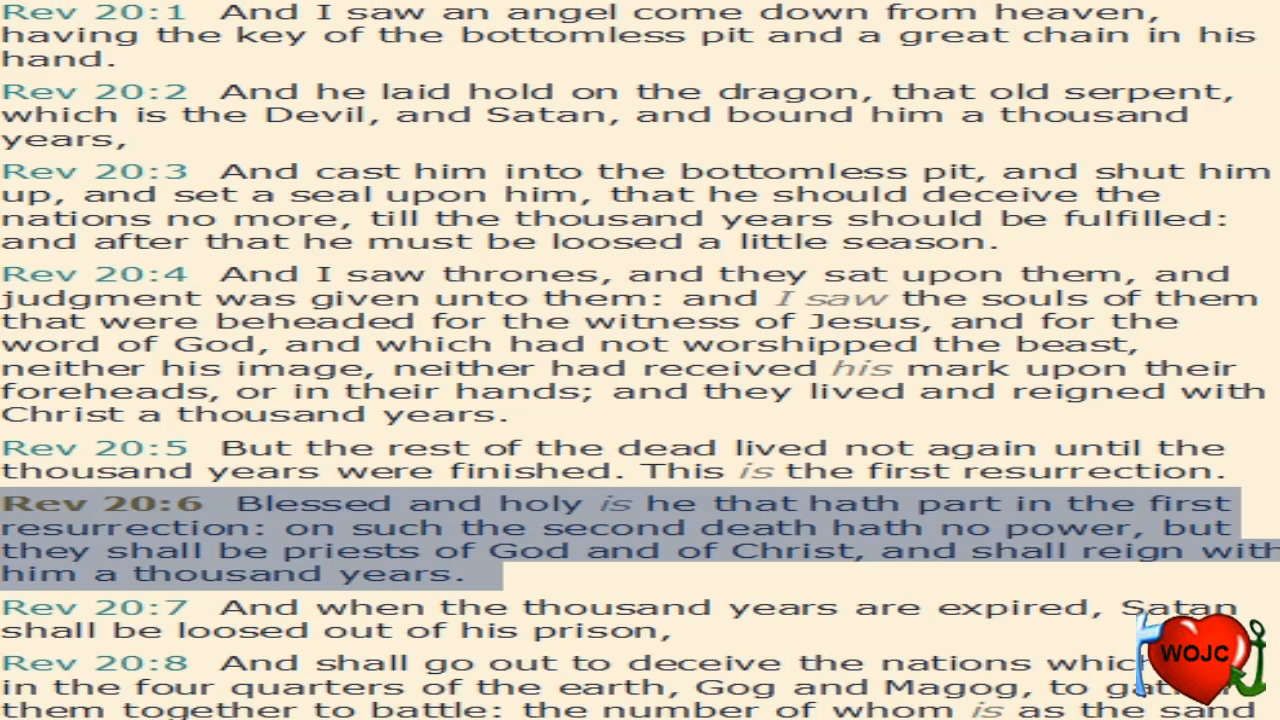 Rev 20:1 And I saw an angel come down from heaven,
having the key of the bottomless pit and a great chain in his
hand.
Rev 20:2 And he laid hold on the dragon, that old serpent,
which is the Devil, and Satan, and bound him a thousand
years,
Rev 20:3 And cast him into the bottomless pit, and shut him
up, and set a seal upon him, that he should deceive the
nations no more, till the thousand years should be fulfilled:
and after that he must be loosed a little season.
Rev 20:4 And I saw thrones, and they sat upon them, and
judgment was given unto them: and I saw the souls of them
that were beheaded for the witness of Jesus, and for the
word of God, and which had not worshipped the beast,
neither his image, neither had received his mark upon their
foreheads, or in their hands; and they lived and reigned with
Christ a thousand years.
Rev 20:5 But the rest of the dead lived not again until the
thousand years were finished. This is the first resurrection.
Rev 20:6 Blessed and holy is he that hath part in the first
resurrection: on such the second death hath no power, but
they shall be priests of God and of Christ, and shall reign with
him a thousand years.
Rev 20:7 And when the thousand years are expired, Satan
shall be loosed out of his prison,
Rev 20:8 And shall go out to deceive the nations
in the four quarters of the earth, Gog and Magog, to
them together to battle: the number of whom is as the sand
WOJC